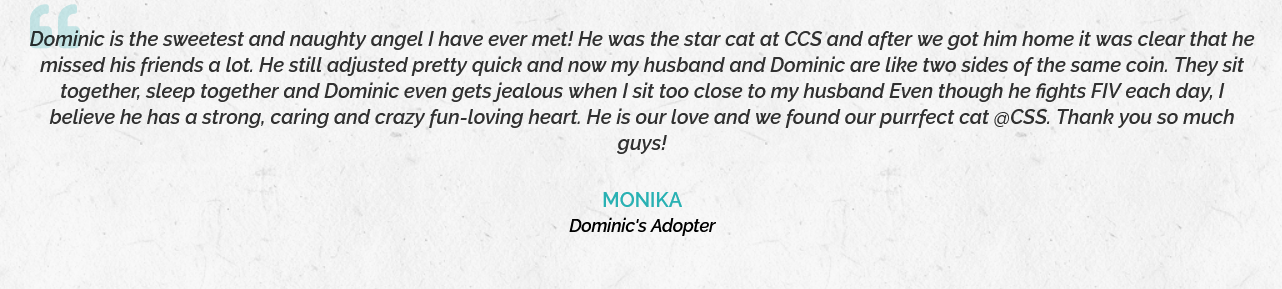 Dominic is the sweetest and naughty angel I have ever met! He was the star cat at CCS and after we got him home it was clear that he
missed his friends a lot. He still adjusted pretty quick and now my husband and Dominic are like two sides of the same coin. They sit
together, sleep together and Dominic even gets jealous when I sit too close to my husband Even though he fights FIV each day, I
believe he has a strong, caring and crazy fun-loving heart. He is our love and we found our purrfect cat @CSS. Thank you so much
guys!
MONIKA
Dominic's Adopter